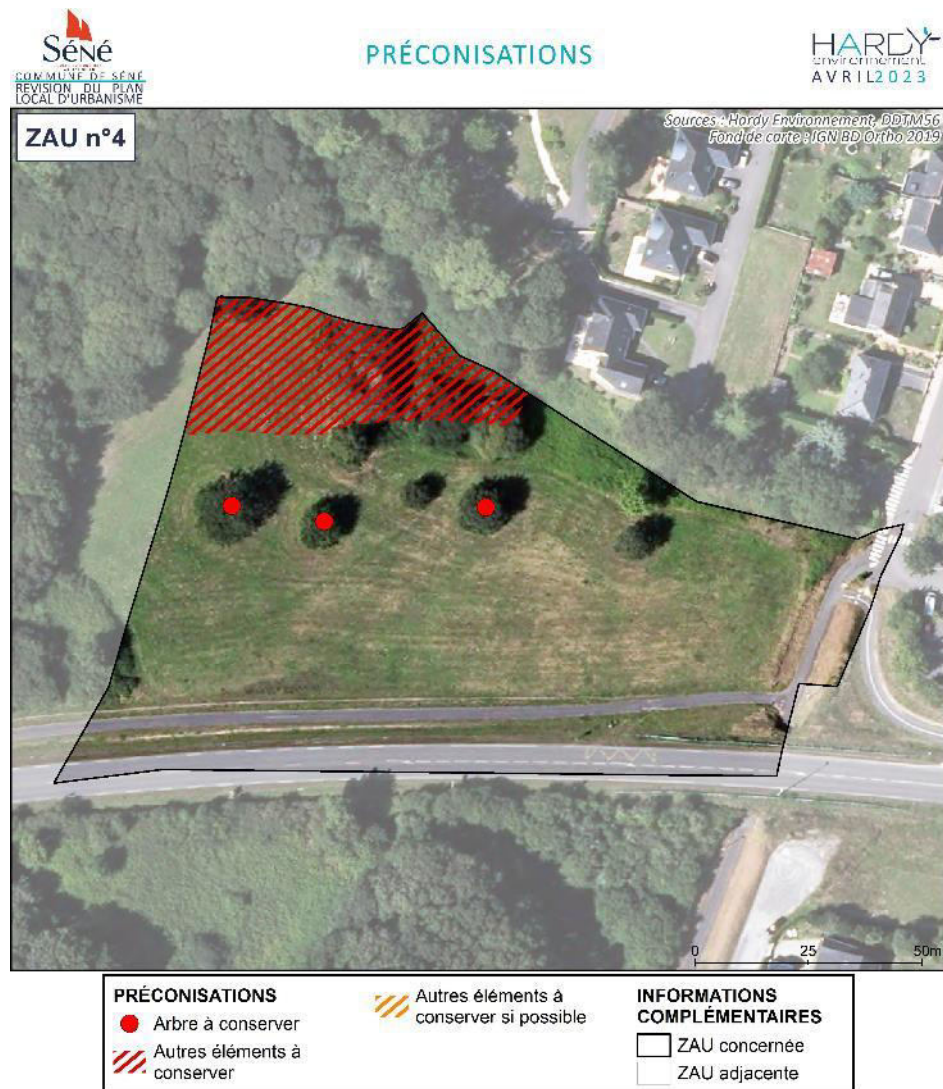 Séné
COMMUNE DE SÉNÉ
REVISION DU PLAN
LOCAL D'URBANISME
PRÉCONISATIONS
HARDY
environnement
AVRIL2023
ZAU n°4
Sources : Hardy Environnement, DDTM56
Fond de carte : IGN BD Ortho 2019
0 25 50m
PRÉCONISATIONS
Arbre à conserver
Autres éléments à
conserver
Autres éléments à
conserver si possible
INFORMATIONS
COMPLÉMENTAIRES
ZAU concernée
ZAU adjacente